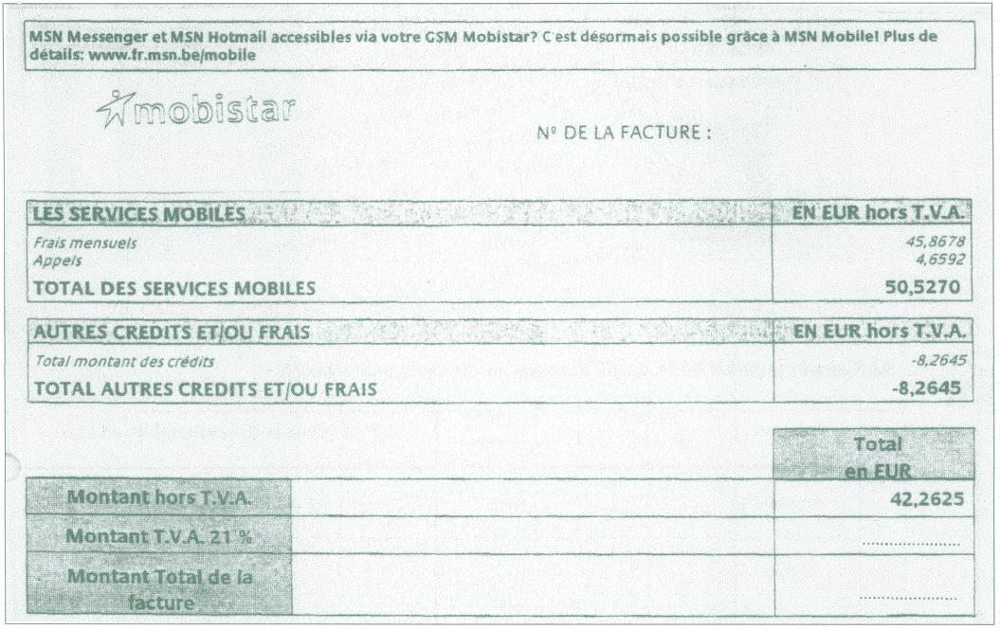 MSN Messenger et MSN Hotmail accessibles via votre GSM Mobistar? C'est désormais possible grâce à MSN Mobile! Plus de
détails: www.fr.msn.be/mobile
mobistar
Nº DE LA FACTURE :
LES SERVICES MOBILES EN EUR hors T.V.A.
Frais mensuels 45,8678
Appels 4,6592
TOTAL DES SERVICES MOBILES 50,5270
AUTRES CREDITS ET/OU FRAIS EN EUR hors T.V.A.
Total montant des crédits -8,2645
TOTAL AUTRES CREDITS ET/OU FRAIS -8,2645
Total
en EUR
Montant hors T.V.A. 42,2625
Montant T.V.A. 21 % ....................
Montant Total de la
facture ....................